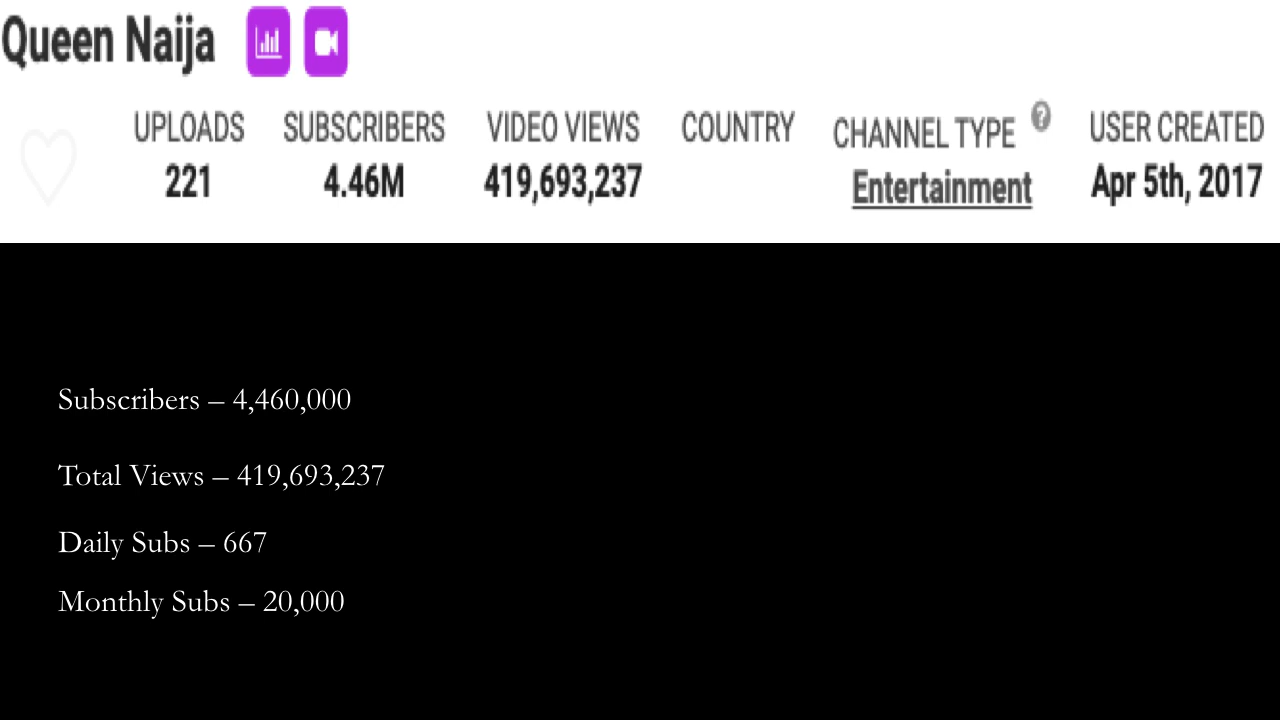 Queen Naija
UPLOADS SUBSCRIBERS VIDEO VIEWS COUNTRY CHANNEL TYPE ? USER CREATED
221 4.46M 419,693,237 Entertainment Apr 5th, 2017
Subscribers – 4,460,000
Total Views – 419,693,237
Daily Subs – 667
Monthly Subs – 20,000